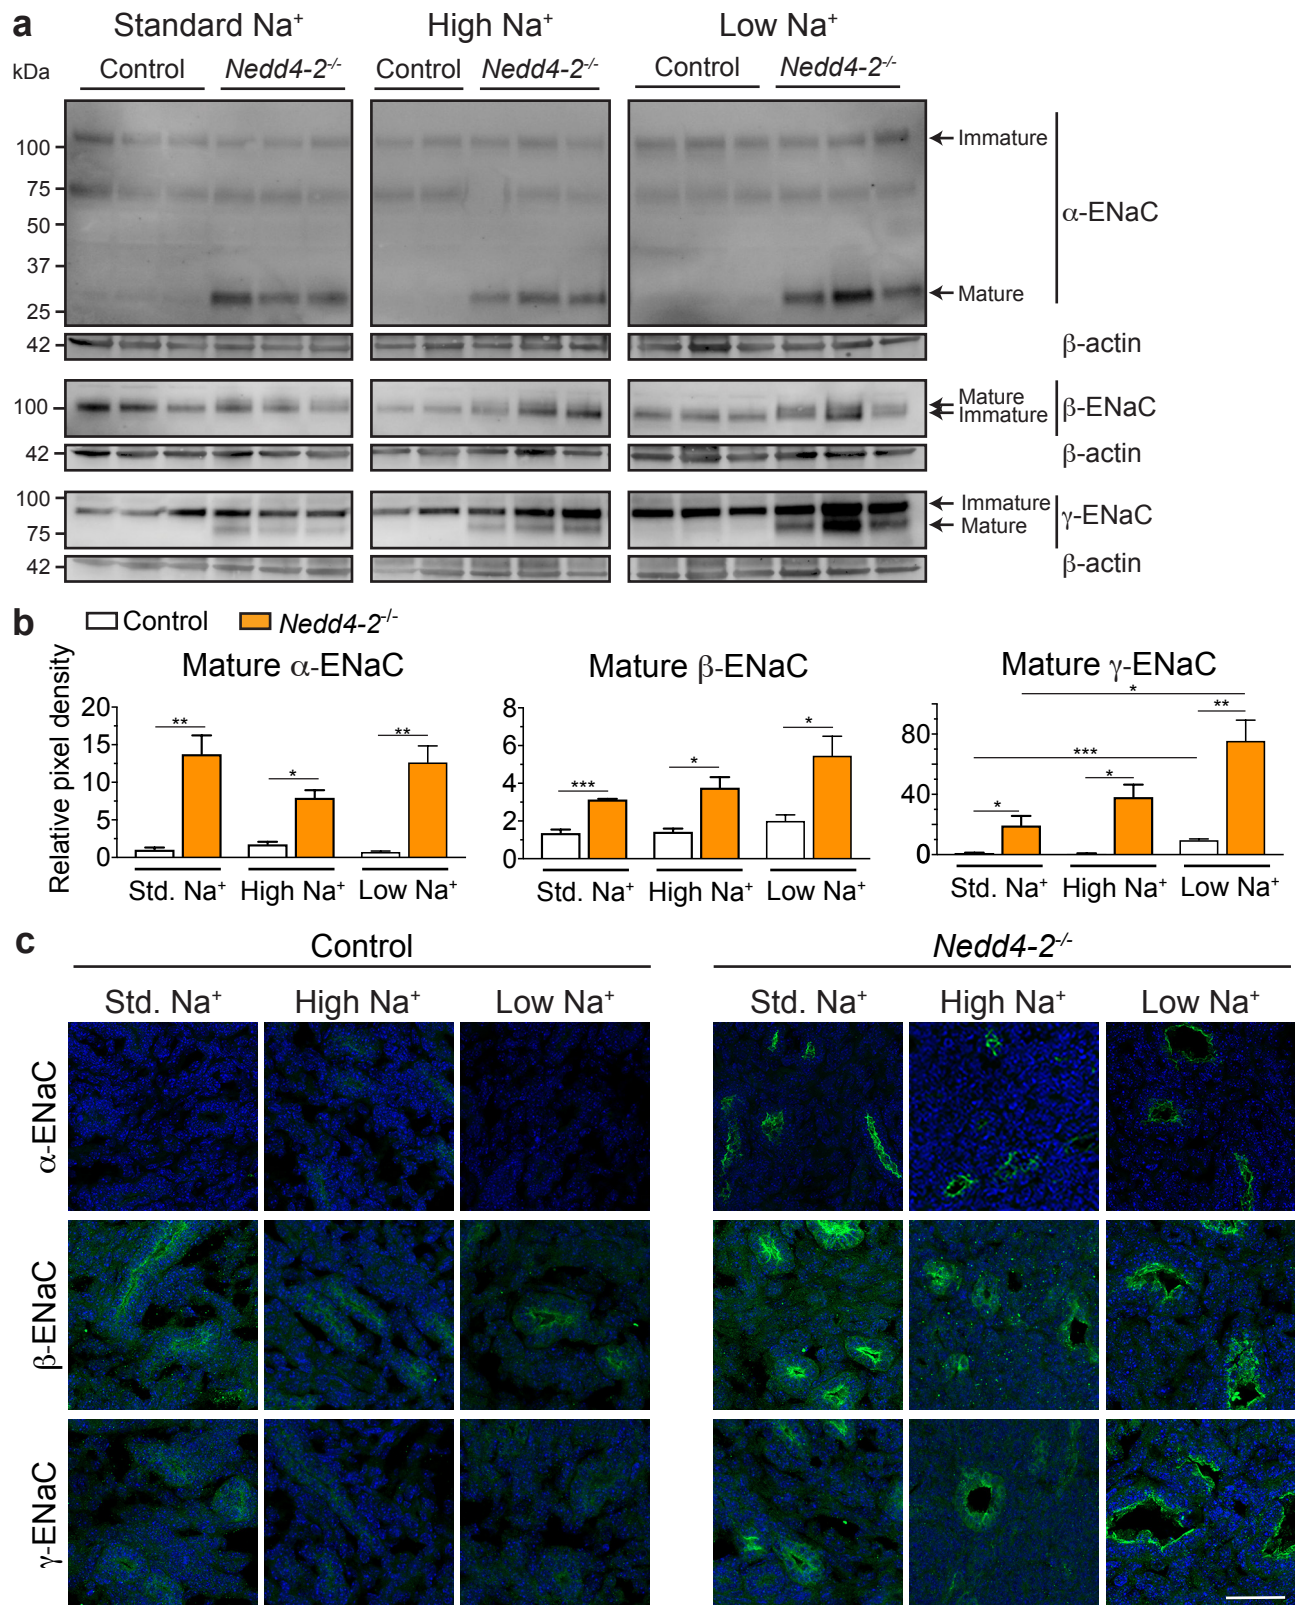 a
Standard Na⁺ High Na⁺ Low Na⁺
kDa Control Nedd4-2⁻/⁻ Control Nedd4-2⁻/⁻ Control Nedd4-2⁻/⁻
100
75
50
37
25
Immature
α-ENaC
Mature
42 β-actin
100
Mature
Immature
β-ENaC
42 β-actin
100
75
Immature
Mature
γ-ENaC
42 β-actin
b
Control Nedd4-2⁻/⁻
Relative pixel density
Mature α-ENaC
20
15
10
5
0
** * **
Std. Na⁺ High Na⁺ Low Na⁺
Mature β-ENaC
8
6
4
2
0
*** * *
Std. Na⁺ High Na⁺ Low Na⁺
Mature γ-ENaC
80
40
0
*
***
* * **
Std. Na⁺ High Na⁺ Low Na⁺
c
Control Nedd4-2⁻/⁻
Std. Na⁺ High Na⁺ Low Na⁺ Std. Na⁺ High Na⁺ Low Na⁺
α-ENaC
β-ENaC
γ-ENaC